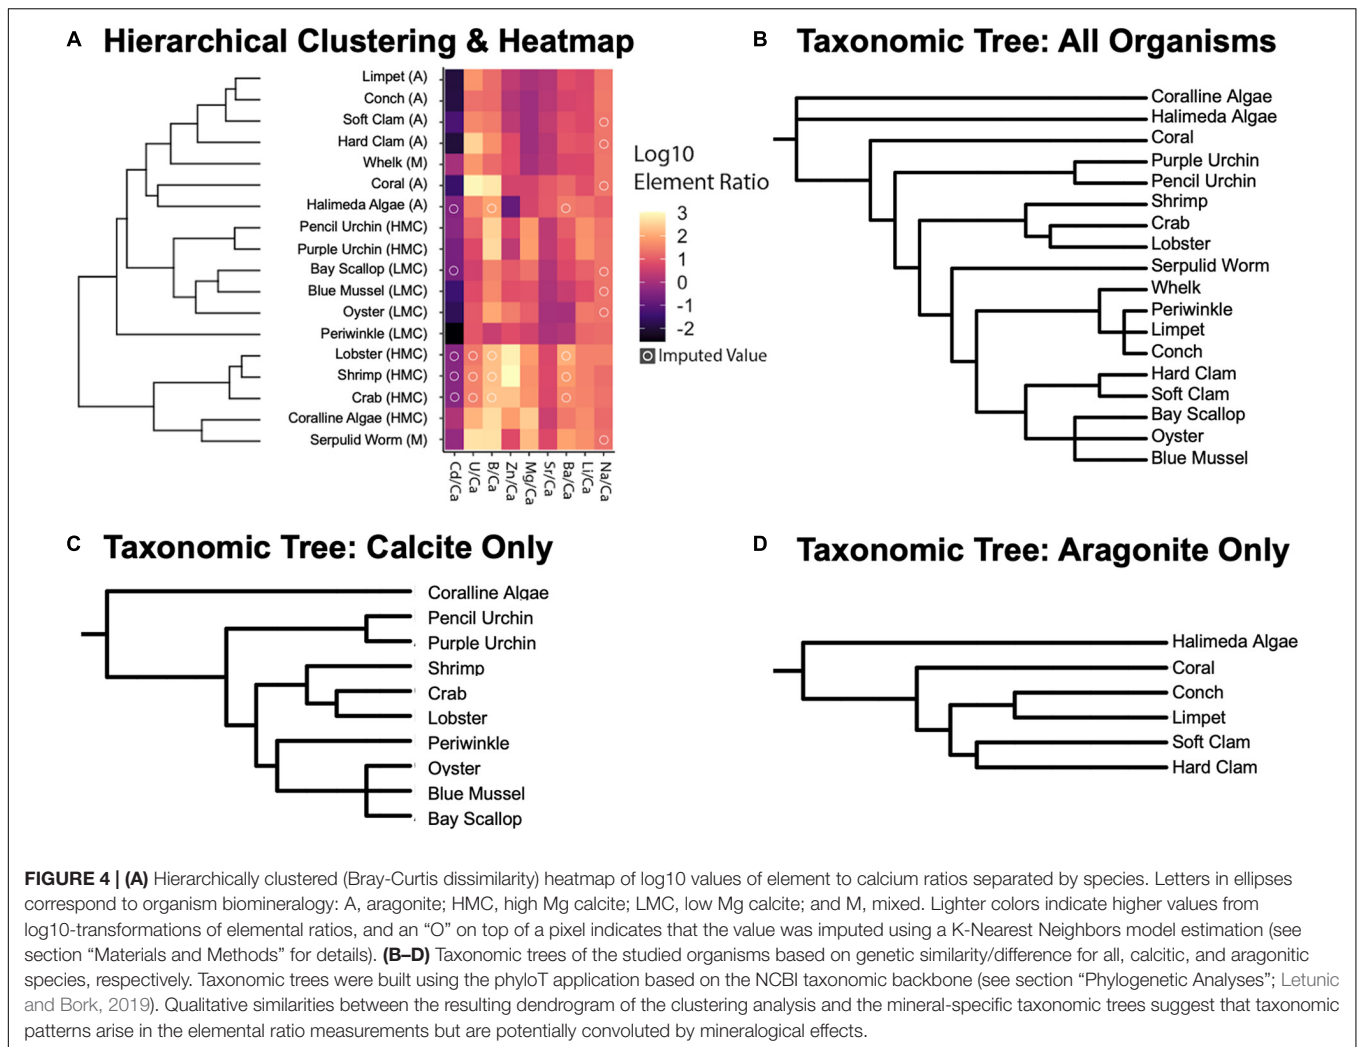 A Hierarchical Clustering & Heatmap
Limpet (A)
Conch (A)
Soft Clam (A)
Hard Clam (A)
Whelk (M)
Coral (A)
Halimeda Algae (A)
Pencil Urchin (HMC)
Purple Urchin (HMC)
Bay Scallop (LMC)
Blue Mussel (LMC)
Oyster (LMC)
Periwinkle (LMC)
Lobster (HMC)
Shrimp (HMC)
Crab (HMC)
Coralline Algae (HMC)
Serpulid Worm (M)
Cd/Ca
U/Ca
B/Ca
Zn/Ca
Mg/Ca
Sr/Ca
Ba/Ca
Li/Ca
Na/Ca
Log10
Element Ratio
3
2
1
0
-1
-2
Imputed Value
B Taxonomic Tree: All Organisms
Coralline Algae
Halimeda Algae
Coral
Purple Urchin
Pencil Urchin
Shrimp
Crab
Lobster
Serpulid Worm
Whelk
Periwinkle
Limpet
Conch
Hard Clam
Soft Clam
Bay Scallop
Oyster
Blue Mussel
C Taxonomic Tree: Calcite Only
Coralline Algae
Pencil Urchin
Purple Urchin
Shrimp
Crab
Lobster
Periwinkle
Oyster
Blue Mussel
Bay Scallop
D Taxonomic Tree: Aragonite Only
Halimeda Algae
Coral
Conch
Limpet
Soft Clam
Hard Clam
FIGURE 4 | (A) Hierarchically clustered (Bray-Curtis dissimilarity) heatmap of log10 values of element to calcium ratios separated by species. Letters in ellipses
correspond to organism biomineralogy: A, aragonite; HMC, high Mg calcite; LMC, low Mg calcite; and M, mixed. Lighter colors indicate higher values from
log10-transformations of elemental ratios, and an “O” on top of a pixel indicates that the value was imputed using a K-Nearest Neighbors model estimation (see
section “Materials and Methods” for details). (B–D) Taxonomic trees of the studied organisms based on genetic similarity/difference for all, calcitic, and aragonitic
species, respectively. Taxonomic trees were built using the phyloT application based on the NCBI taxonomic backbone (see section “Phylogenetic Analyses”; Letunic
and Bork, 2019). Qualitative similarities between the resulting dendrogram of the clustering analysis and the mineral-specific taxonomic trees suggest that taxonomic
patterns arise in the elemental ratio measurements but are potentially convoluted by mineralogical effects.